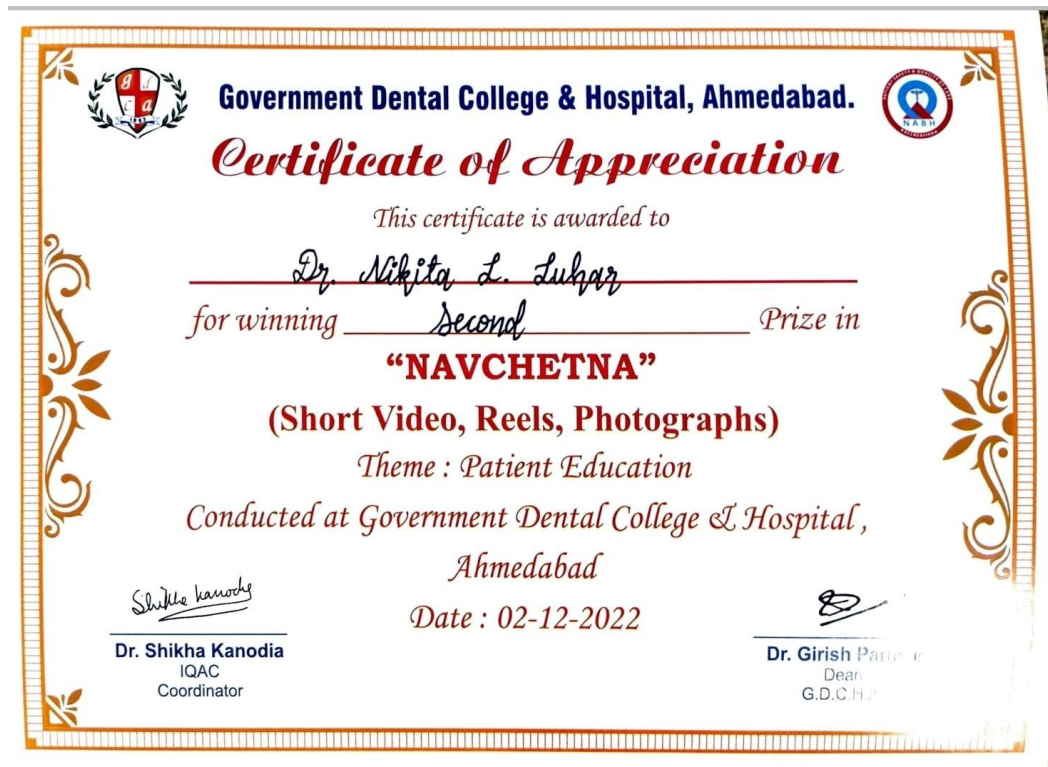 g d
c a
Government Dental College & Hospital, Ahmedabad.
NABH
Certificate of Appreciation
This certificate is awarded to
Dr. Nikita L. Luhar
for winning Second Prize in
“NAVCHETNA”
(Short Video, Reels, Photographs)
Theme : Patient Education
Conducted at Government Dental College & Hospital ,
Ahmedabad
Date : 02-12-2022
Shikha Kanodia
Dr. Shikha Kanodia
IQAC
Coordinator
Dr. Girish
Dean
G.D.C.H.